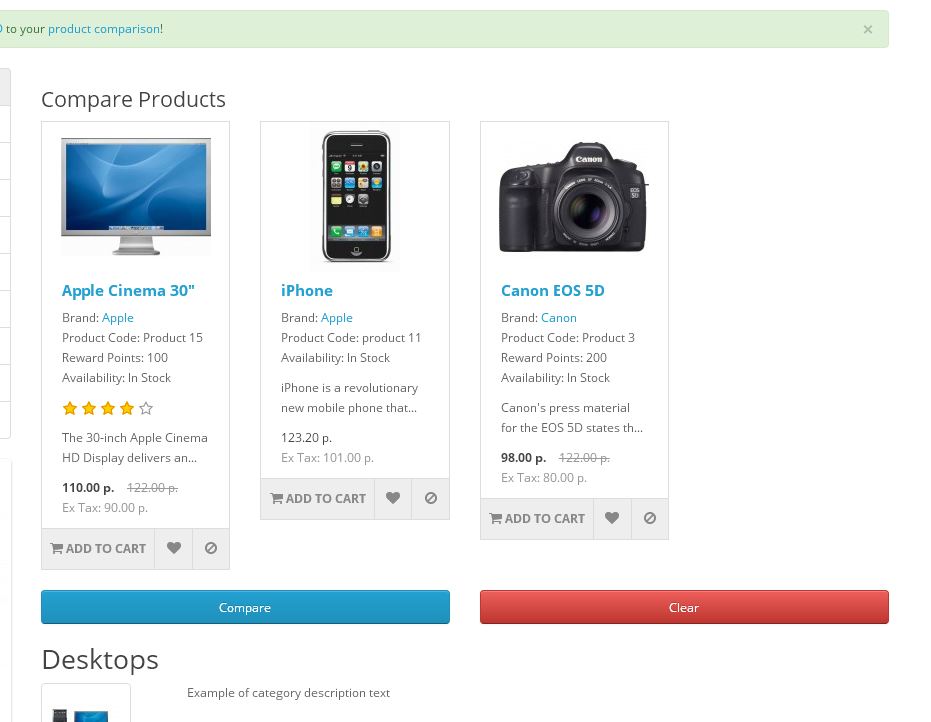 to your product comparison!
×
Compare Products
Canon
EOS
5D
Apple Cinema 30"
Brand: Apple
Product Code: Product 15
Reward Points: 100
Availability: In Stock
The 30-inch Apple Cinema
HD Display delivers an...
110.00 р. 122.00 р.
Ex Tax: 90.00 р.
ADD TO CART
iPhone
Brand: Apple
Product Code: product 11
Availability: In Stock
iPhone is a revolutionary
new mobile phone that...
123.20 р.
Ex Tax: 101.00 р.
ADD TO CART
Canon EOS 5D
Brand: Canon
Product Code: Product 3
Reward Points: 200
Availability: In Stock
Canon's press material
for the EOS 5D states th...
98.00 р. 122.00 р.
Ex Tax: 80.00 р.
ADD TO CART
Compare
Clear
Desktops
Example of category description text